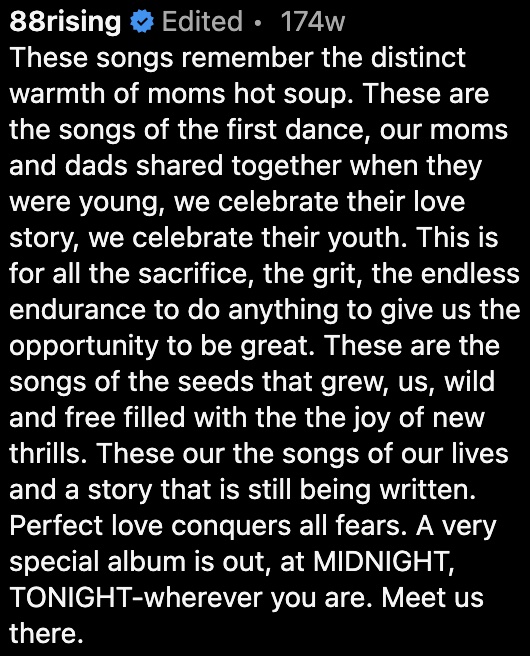 88rising Edited • 174w
These songs remember the distinct
warmth of moms hot soup. These are
the songs of the first dance, our moms
and dads shared together when they
were young, we celebrate their love
story, we celebrate their youth. This is
for all the sacrifice, the grit, the endless
endurance to do anything to give us the
opportunity to be great. These are the
songs of the seeds that grew, us, wild
and free filled with the the joy of new
thrills. These our the songs of our lives
and a story that is still being written.
Perfect love conquers all fears. A very
special album is out, at MIDNIGHT,
TONIGHT-wherever you are. Meet us
there.